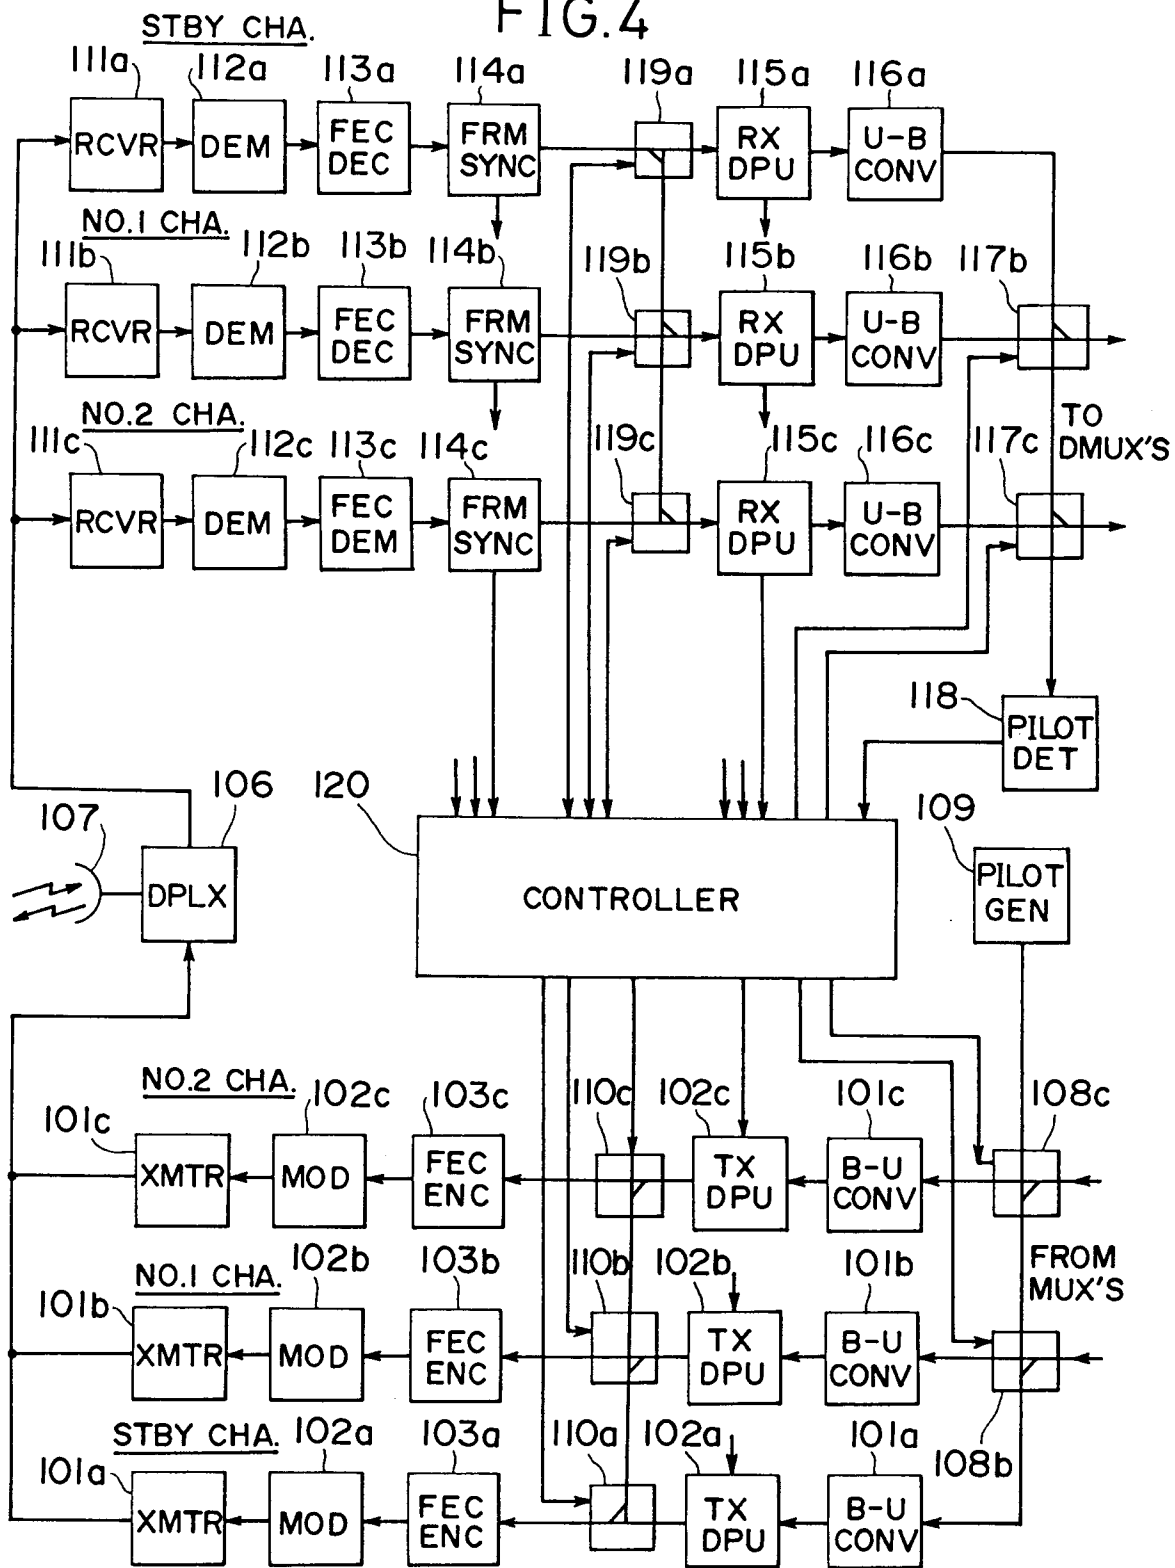 FIG.4
STBY CHA.
111a 112a 113a 114a 119a 115a 116a
RCVR DEM FEC DEC FRM SYNC RX DPU U-B CONV
NO.1 CHA.
111b 112b 113b 114b 119b 115b 116b 117b
RCVR DEM FEC DEC FRM SYNC RX DPU U-B CONV
NO.2 CHA.
TO DMUX'S
111c 112c 113c 114c 119c 115c 116c 117c
RCVR DEM FEC DEM FRM SYNC RX DPU U-B CONV
118
PILOT DET
107 106 120 109
DPLX CONTROLLER PILOT GEN
NO.2 CHA.
101c 102c 103c 110c 102c 101c 108c
XMTR MOD FEC ENC TX DPU B-U CONV
NO.1 CHA.
FROM MUX'S
101b 102b 103b 110b 102b 101b
XMTR MOD FEC ENC TX DPU B-U CONV
STBY CHA.
101a 102a 103a 110a 102a 101a 108b
XMTR MOD FEC ENC TX DPU B-U CONV